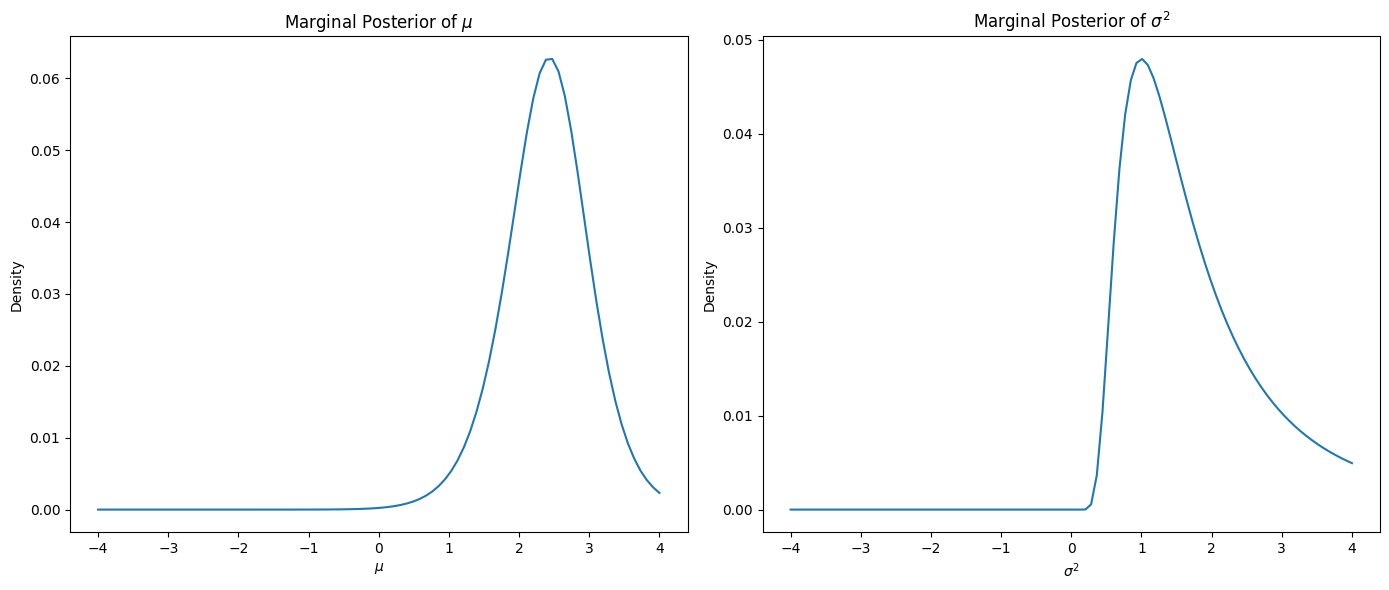 Marginal Posterior of μ
Density
0.06
0.05
0.04
0.03
0.02
0.01
0.00
−4 −3 −2 −1 0 1 2 3 4
μ
Marginal Posterior of σ²
Density
0.05
0.04
0.03
0.02
0.01
0.00
−4 −3 −2 −1 0 1 2 3 4
σ²